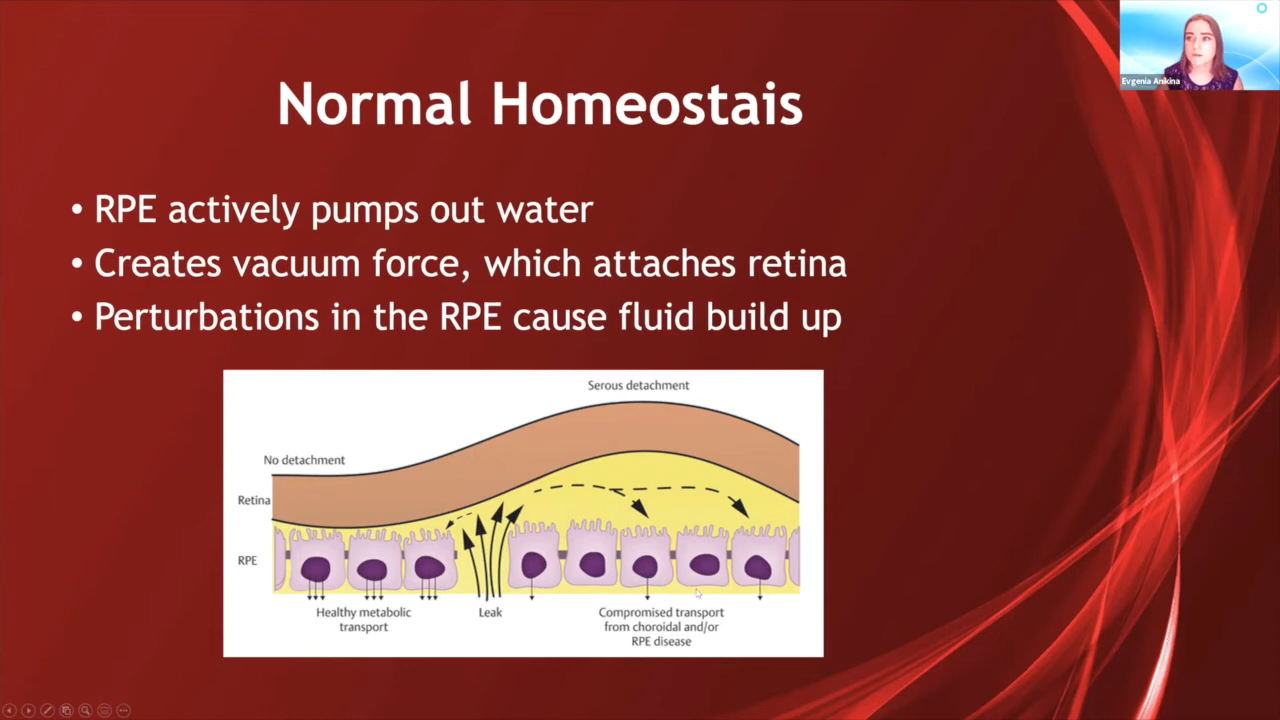 Evgenia Anikina
Normal Homeostais
• RPE actively pumps out water
• Creates vacuum force, which attaches retina
• Perturbations in the RPE cause fluid build up
Serous detachment
No detachment
Retina
RPE
Healthy metabolic
transport
Leak
Compromised transport
from choroidal and/or
RPE disease